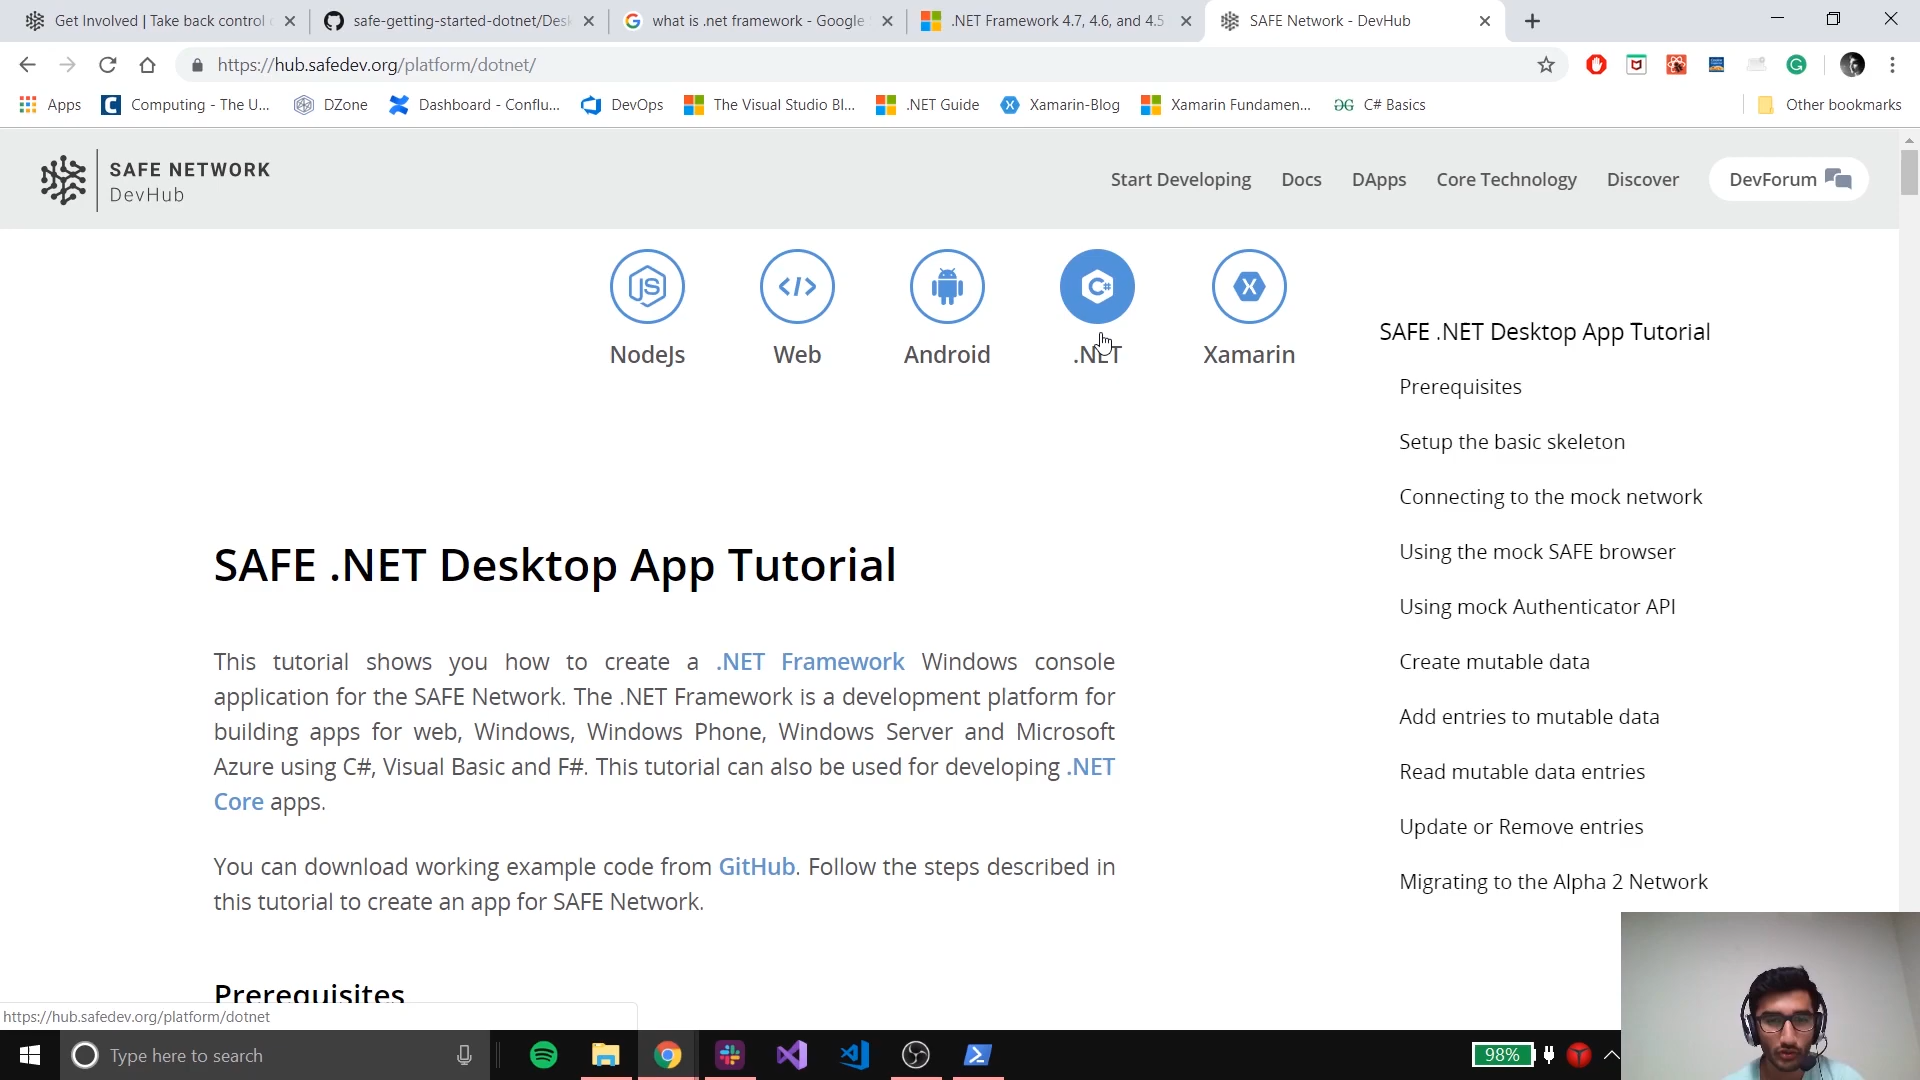 Get Involved | Take back control
safe-getting-started-dotnet/Desk
what is .net framework - Google
.NET Framework 4.7, 4.6, and 4.5
SAFE Network - DevHub
https://hub.safedev.org/platform/dotnet/
Apps
Computing - The U...
DZone
Dashboard - Conflu...
DevOps
The Visual Studio Bl...
.NET Guide
Xamarin-Blog
Xamarin Fundamen...
C# Basics
Other bookmarks
SAFE NETWORK
DevHub
Start Developing
Docs
DApps
Core Technology
Discover
DevForum
NodeJs
Web
Android
.NET
Xamarin
SAFE .NET Desktop App Tutorial
Prerequisites
Setup the basic skeleton
Connecting to the mock network
Using the mock SAFE browser
Using mock Authenticator API
Create mutable data
Add entries to mutable data
Read mutable data entries
Update or Remove entries
Migrating to the Alpha 2 Network
SAFE .NET Desktop App Tutorial
This tutorial shows you how to create a .NET Framework Windows console
application for the SAFE Network. The .NET Framework is a development platform for
building apps for web, Windows, Windows Phone, Windows Server and Microsoft
Azure using C#, Visual Basic and F#. This tutorial can also be used for developing .NET
Core apps.
You can download working example code from GitHub. Follow the steps described in
this tutorial to create an app for SAFE Network.
Prerequisites
https://hub.safedev.org/platform/dotnet
Type here to search
98%